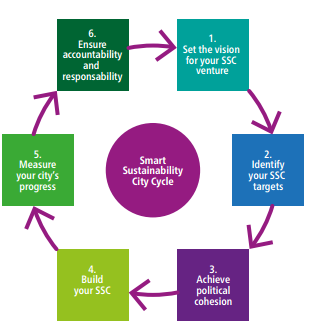 6.
Ensure
accountability
and
responsability
1.
Set the vision
for your SSC
venture
Smart
Sustainability
City Cycle
5.
Measure
your city's
progress
2.
Identify
your SSC
targets
4.
Build
your SSC
3.
Achieve
political
cohesion